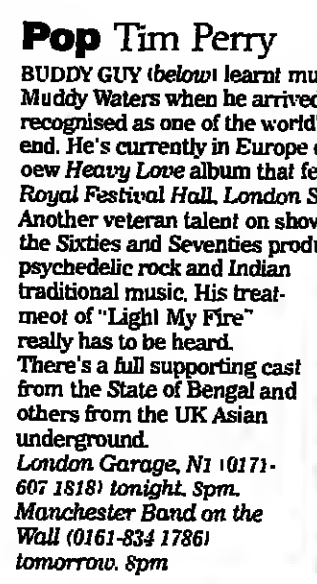 Pop Tim Perry
BUDDY GUY (below) learnt mu
Muddy Waters when he arrived
recognised as one of the world'
end. He's currently in Europe
oew Heavy Love album that fe
Royal Festival Hall, London S
Another veteran talent on show
the Sixties and Seventies produ
psychedelic rock and Indian
traditional music. His treat-
meot of "Lighl My Fire"
really has to be heard.
There's a full supporting cast
from the State of Bengal and
others from the UK Asian
underground.
London Garage, N1 (0171-
607 1818) tonight. 8pm.
Manchester Band on the
Wall (0161-834 1786)
tomorrow. 8pm